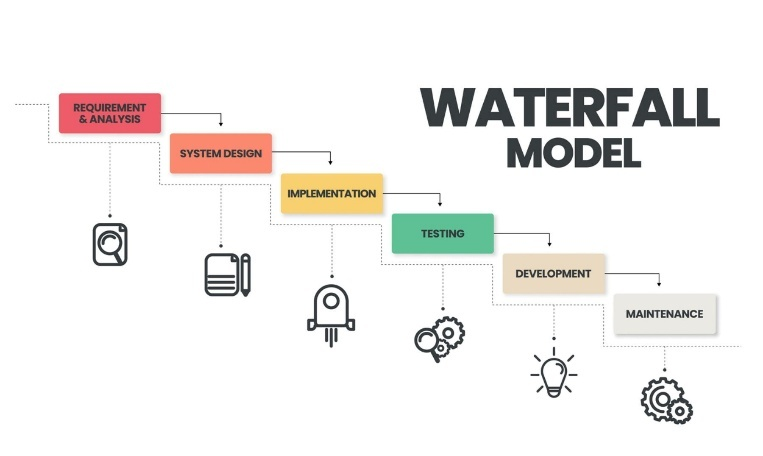 WATERFALL
MODEL
REQUIREMENT
& ANALYSIS
SYSTEM DESIGN
IMPLEMENTATION
TESTING
DEVELOPMENT
MAINTENANCE